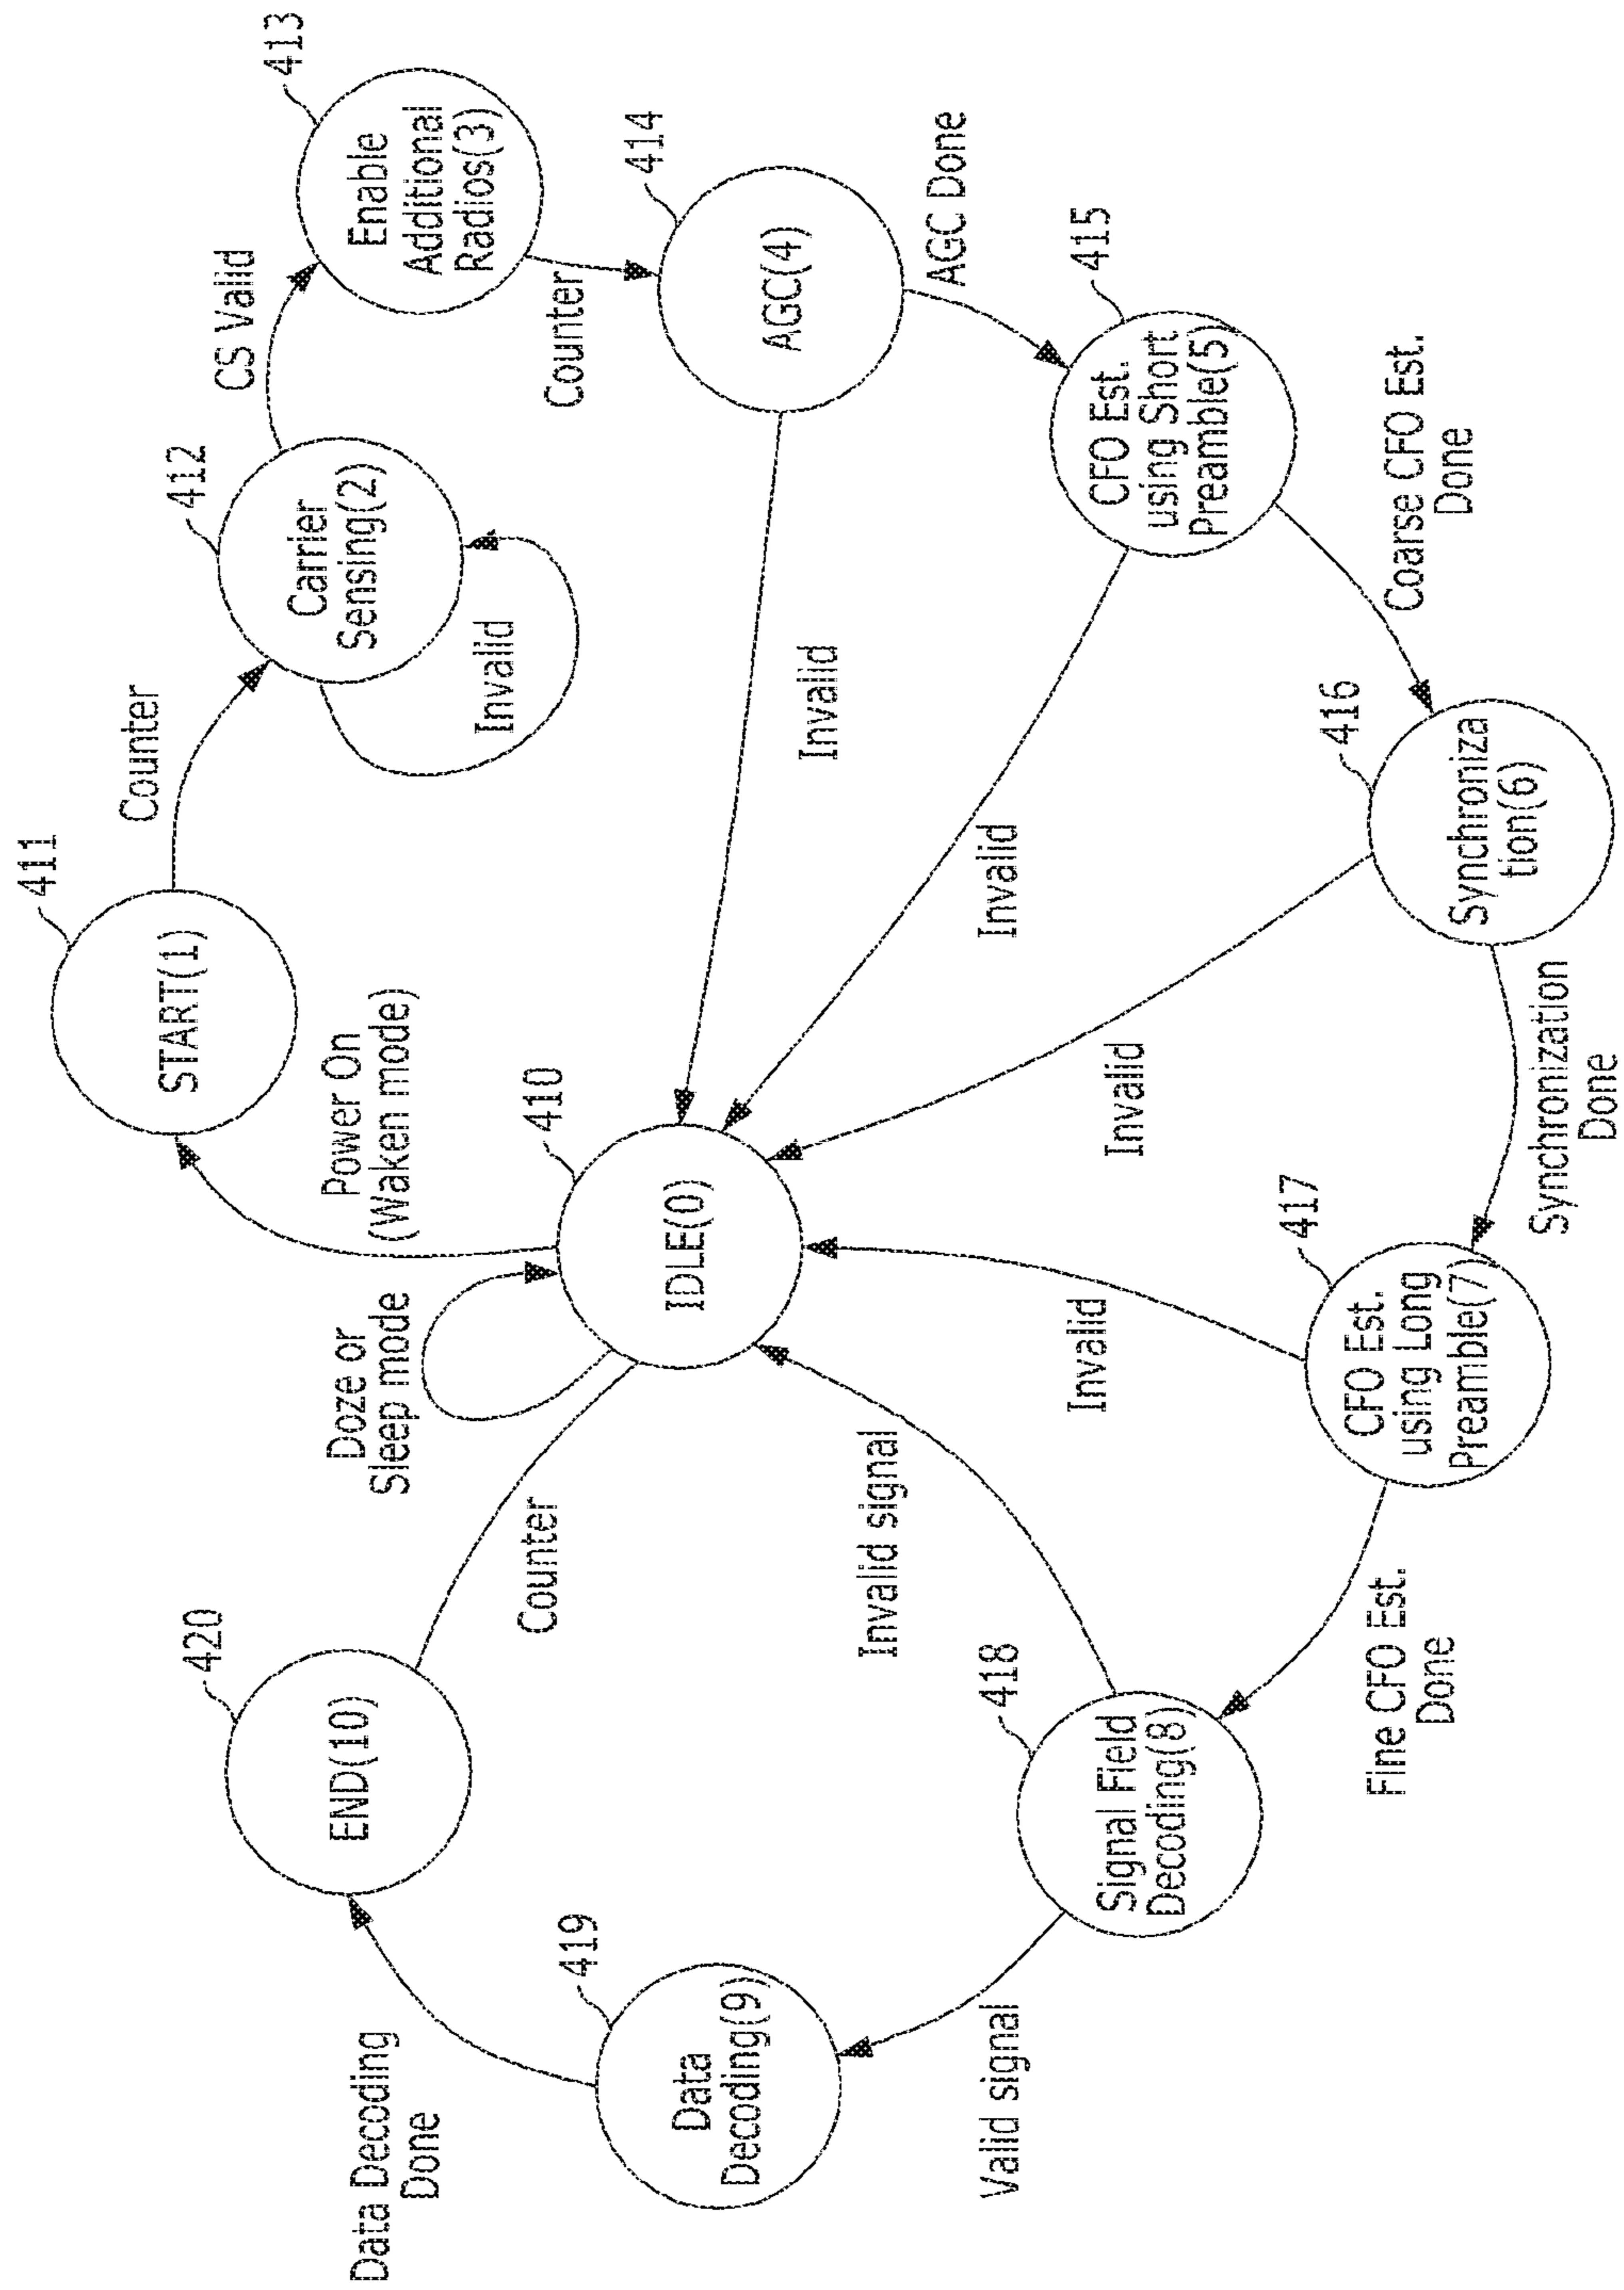 411
START(1)
Counter
412
Carrier
Sensing(2)
Invalid
CS Valid
413
Enable
Additional
Radios(3)
Counter
414
AGC(4)
AGC Done
Invalid
415
CFO Est.
using Short
Preamble(5)
Coarse CFO Est.
Done
Invalid
416
Synchroniza
tion(6)
Synchronization
Done
Invalid
417
CFO Est.
using Long
Preamble(7)
Fine CFO Est.
Done
Invalid
418
Signal Field
Decoding(8)
Invalid signal
Valid signal
419
Data
Decoding(9)
Data Decoding
Done
420
END(10)
Counter
410
IDLE(0)
Doze or
Sleep mode
Power On
(Waken mode)